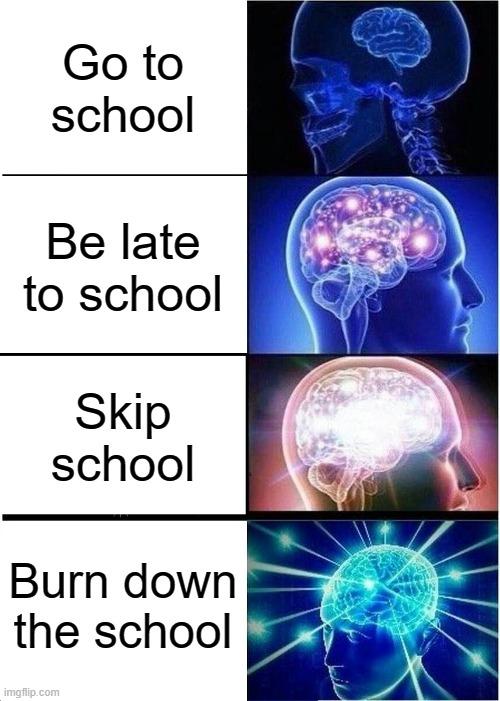 Go to
school
Be late
to school
Skip
school
Burn down
the school
imgflip.com